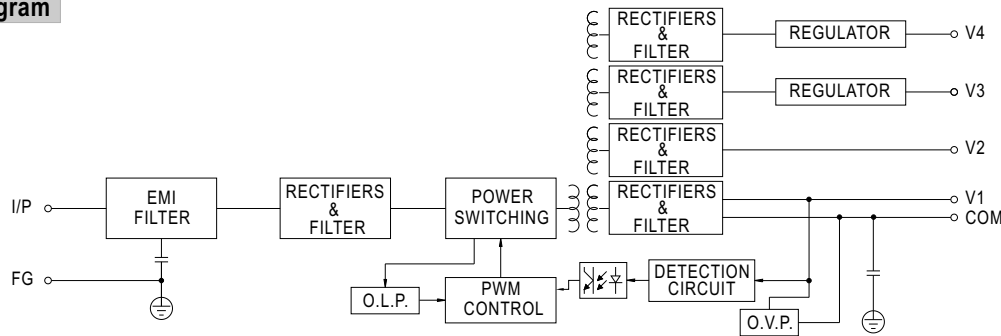 gram
RECTIFIERS
&
FILTER
REGULATOR
V4
RECTIFIERS
&
FILTER
REGULATOR
V3
RECTIFIERS
&
FILTER
V2
I/P
EMI
FILTER
RECTIFIERS
&
FILTER
POWER
SWITCHING
RECTIFIERS
&
FILTER
V1
COM
FG
O.L.P.
PWM
CONTROL
DETECTION
CIRCUIT
O.V.P.